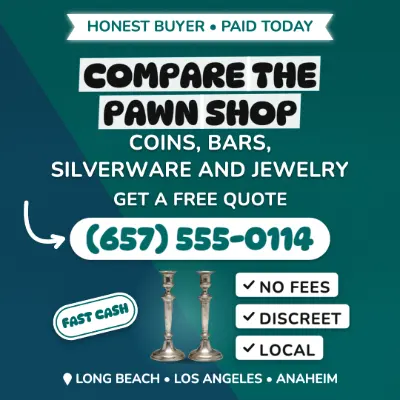 HONEST BUYER • PAID TODAY
COMPARE THE
PAWN SHOP
COINS, BARS,
SILVERWARE AND JEWELRY
GET A FREE QUOTE
(657) 555-0114
FAST CASH
NO FEES
DISCREET
LOCAL
LONG BEACH • LOS ANGELES • ANAHEIM